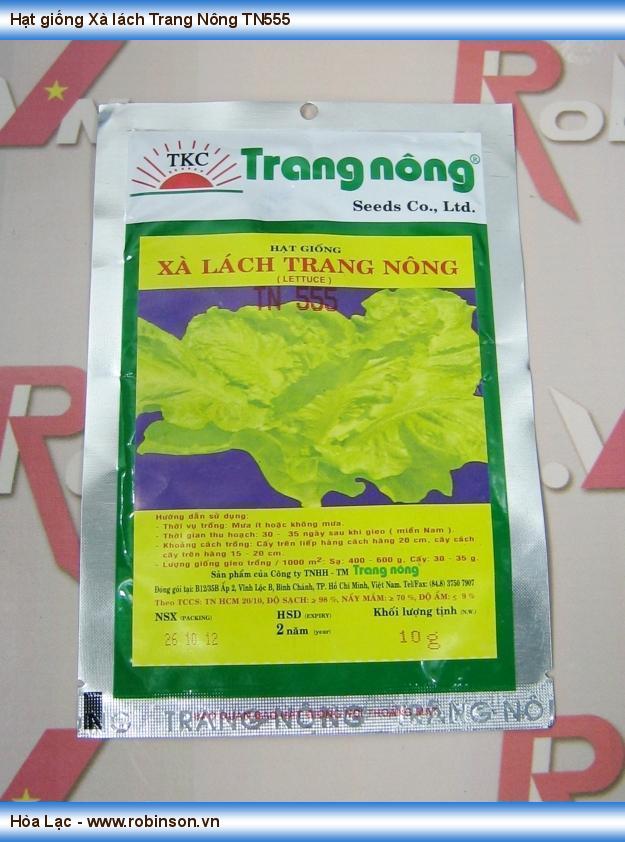 Hạt giống Xà lách Trang Nông TN555
TKC
Trang nông®
Seeds Co., Ltd.
HẠT GIỐNG
XÀ LÁCH TRANG NÔNG
( LETTUCE )
TN 555
Hướng dẫn sử dụng:
- Thời vụ trồng: Mưa ít hoặc không mưa.
- Thời gian thu hoạch: 30 - 35 ngày sau khi gieo ( miền Nam ).
- Khoảng cách trồng: Cấy trên liếp hàng cách hàng 20 cm, cây cách
cây trên hàng 15 - 20 cm.
- Lượng giống gieo trồng / 1000 m²: Sạ: 400 - 600 g. Cấy: 30 - 35 g.
Sản phẩm của Công ty TNHH - TM Trang nông
Đóng gói tại: B12/35B Ấp 2, Vĩnh Lộc B, Bình Chánh, TP. Hồ Chí Minh, Việt Nam. Tel/Fax: (84.8) 3750 7907
Theo TCCS: TN HCM 20/10, ĐỘ SẠCH: ≥ 98 %, NẨY MẦM: ≥ 70 %, ĐỘ ẨM: ≤ 9 %
NSX (PACKING) HSD (EXPIRY) Khối lượng tịnh (N.W.)
26 10 12 2 năm (year) 10g
TRANG-NÔNG TRANG-NÔ
Hòa Lạc - www.robinson.vn